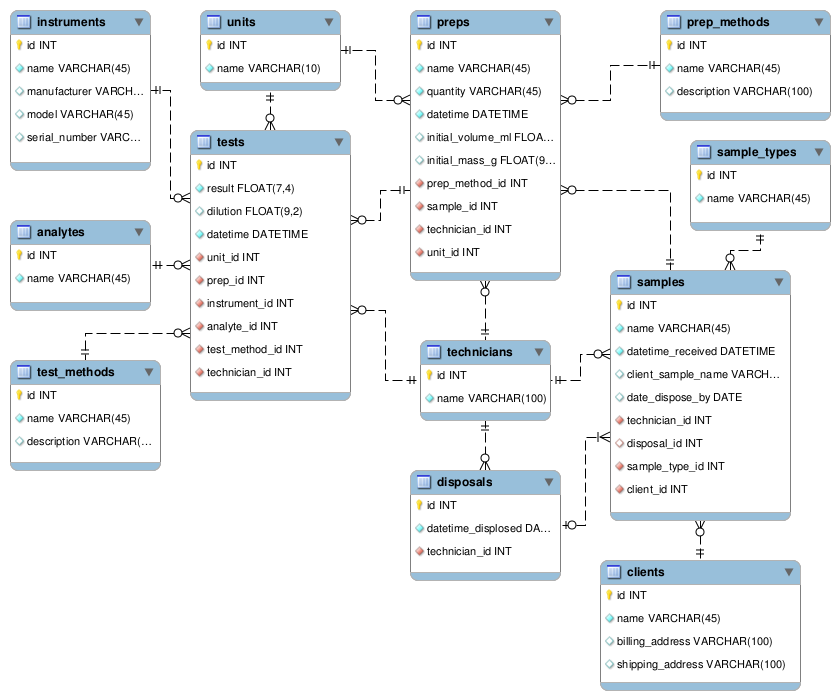 instruments
id INT
name VARCHAR(45)
manufacturer VARCH...
model VARCHAR(45)
serial_number VARC...
units
id INT
name VARCHAR(10)
preps
id INT
name VARCHAR(45)
quantity VARCHAR(45)
datetime DATETIME
initial_volume_ml FLOA...
initial_mass_g FLOAT(9...
prep_method_id INT
sample_id INT
technician_id INT
unit_id INT
prep_methods
id INT
name VARCHAR(45)
description VARCHAR(100)
tests
id INT
result FLOAT(7,4)
dilution FLOAT(9,2)
datetime DATETIME
unit_id INT
prep_id INT
instrument_id INT
analyte_id INT
test_method_id INT
technician_id INT
sample_types
id INT
name VARCHAR(45)
analytes
id INT
name VARCHAR(45)
samples
id INT
name VARCHAR(45)
datetime_received DATETIME
client_sample_name VARCH...
date_dispose_by DATE
technician_id INT
disposal_id INT
sample_type_id INT
client_id INT
technicians
id INT
name VARCHAR(100)
test_methods
id INT
name VARCHAR(45)
description VARCHAR(...
disposals
id INT
datetime_displosed DA...
technician_id INT
clients
id INT
name VARCHAR(45)
billing_address VARCHAR(100)
shipping_address VARCHAR(100)